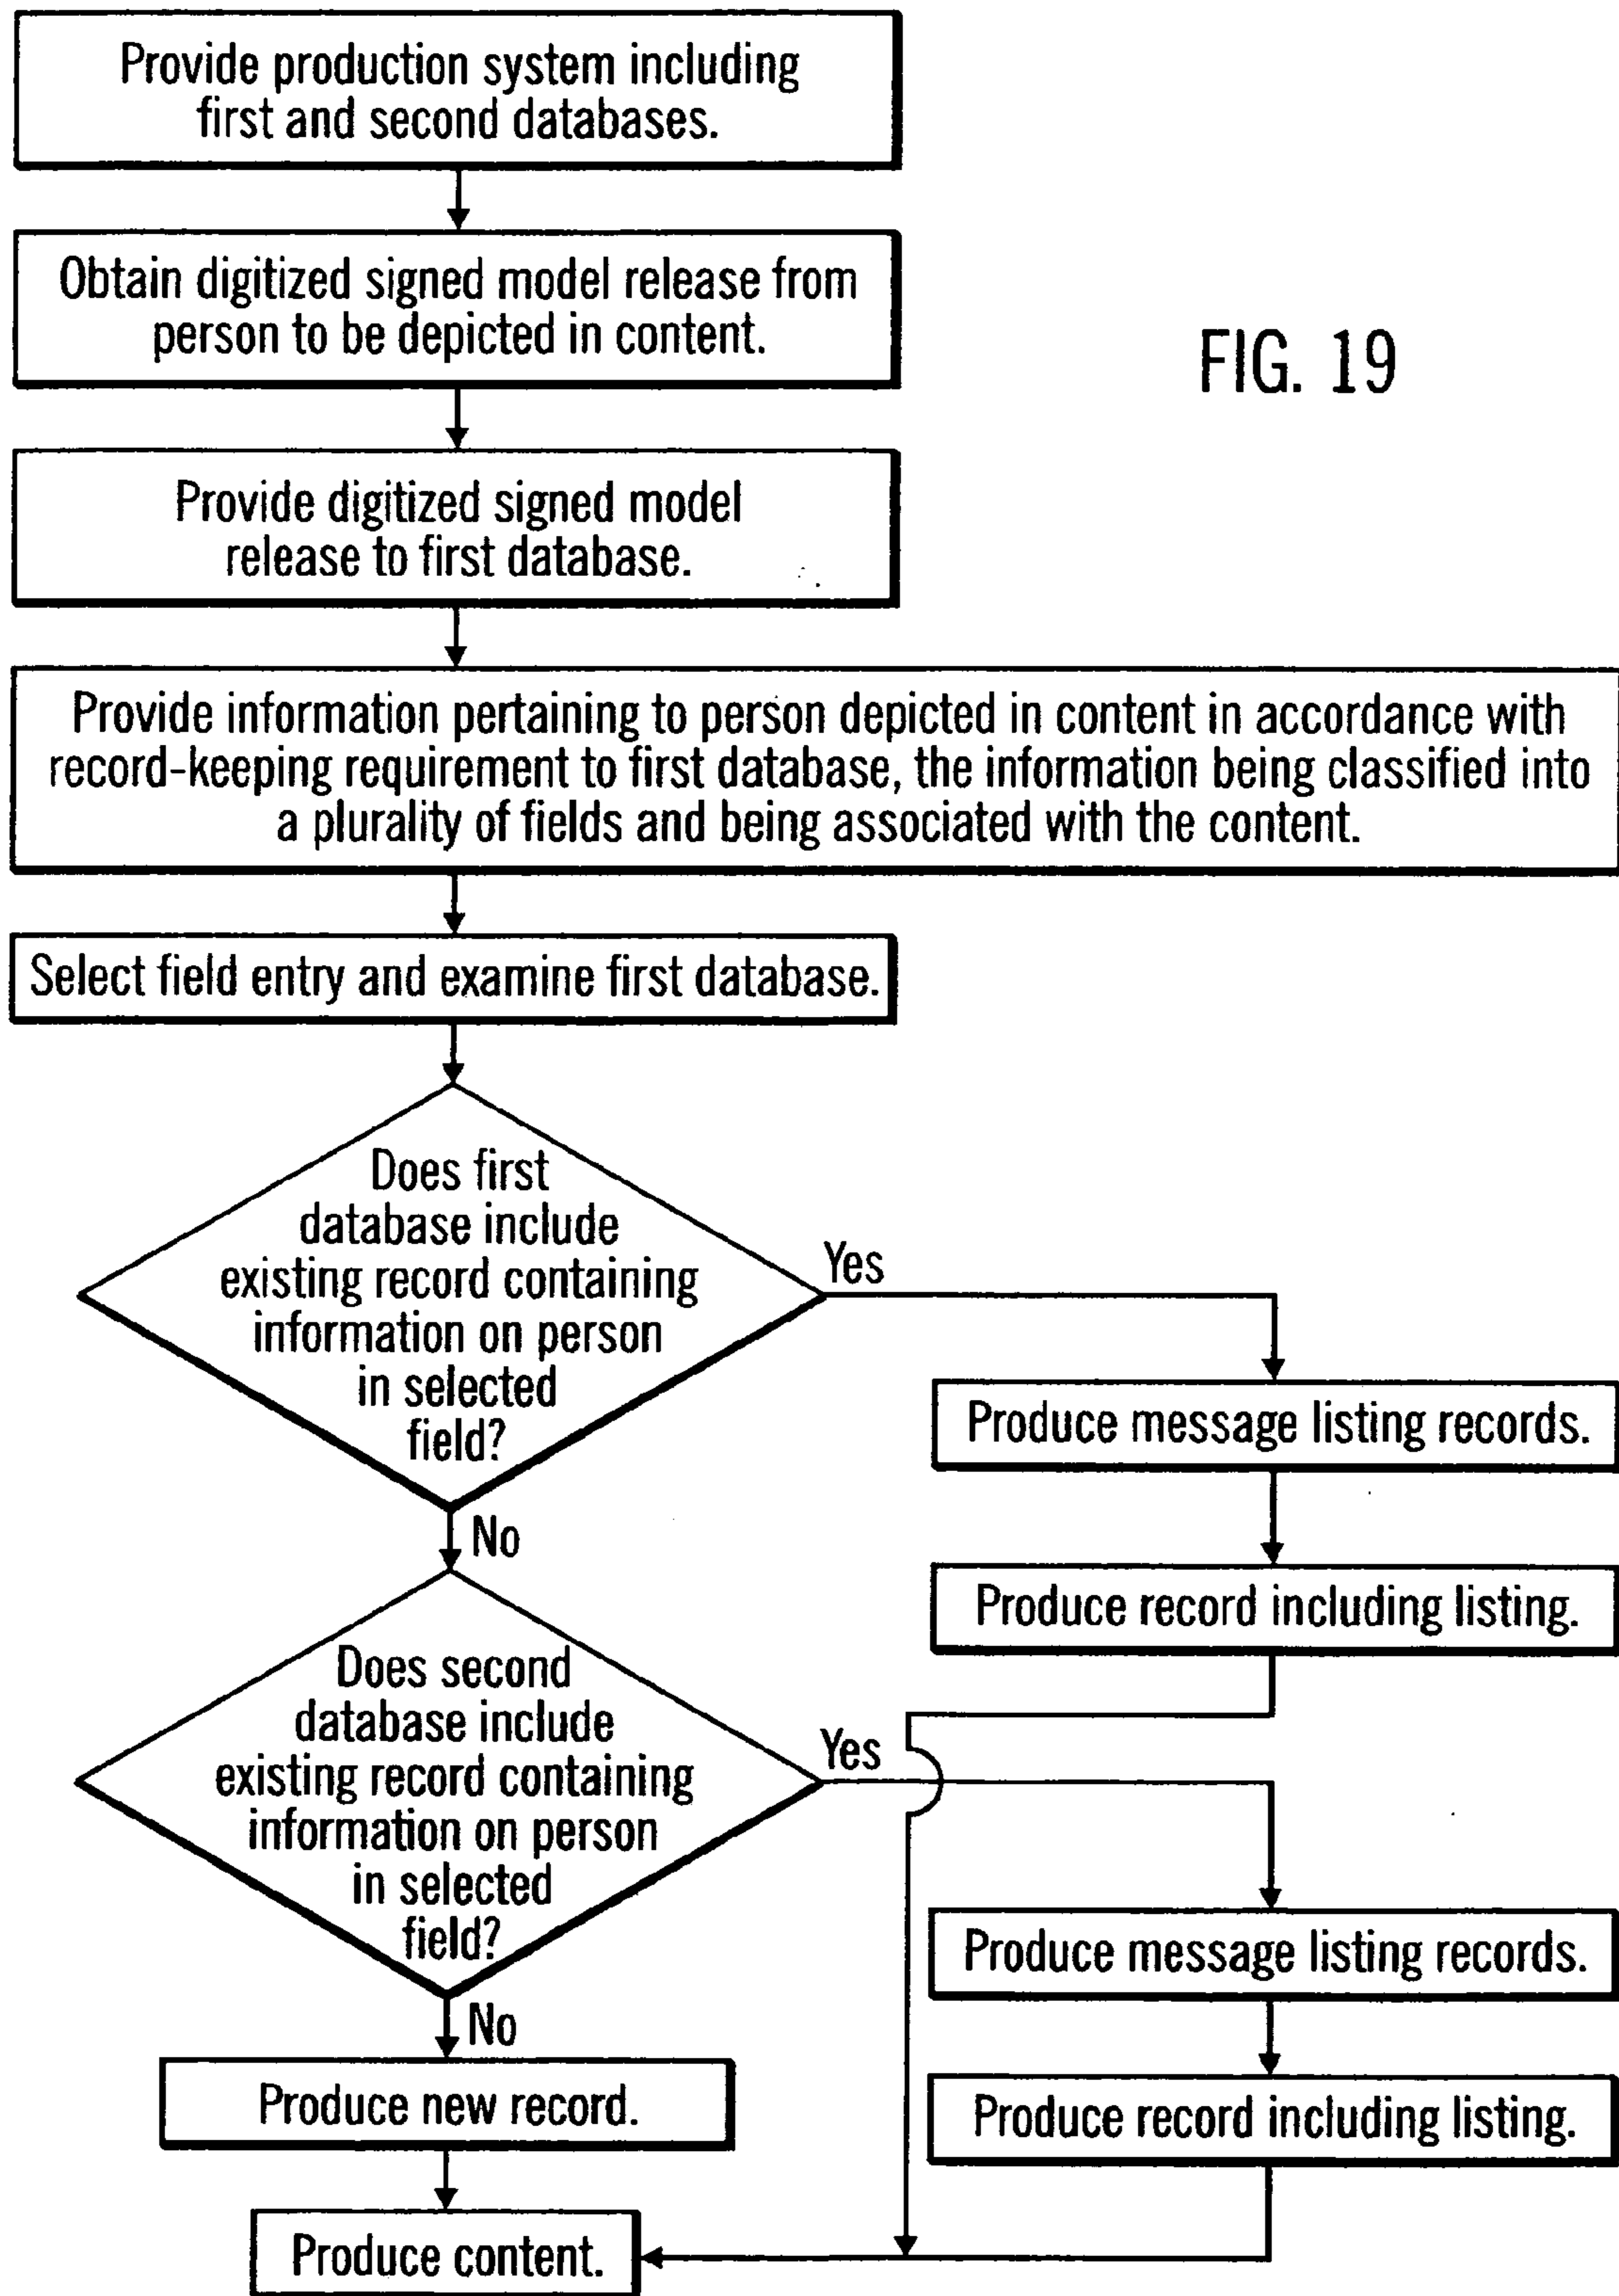 Provide production system including
first and second databases.
Obtain digitized signed model release from
person to be depicted in content.
FIG. 19
Provide digitized signed model
release to first database.
Provide information pertaining to person depicted in content in accordance with
record-keeping requirement to first database, the information being classified into
a plurality of fields and being associated with the content.
Select field entry and examine first database.
Does first
database include
existing record containing
information on person
in selected
field?
Yes
Produce message listing records.
Produce record including listing.
No
Does second
database include
existing record containing
information on person
in selected
field?
Yes
Produce message listing records.
Produce record including listing.
No
Produce new record.
Produce content.